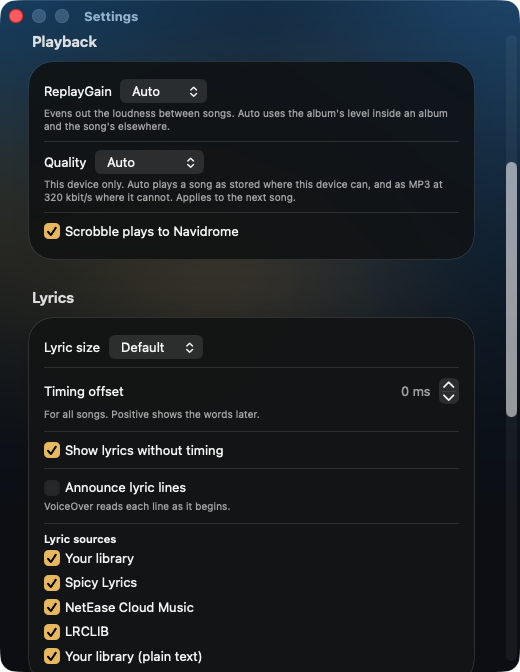 Settings
Playback
ReplayGain Auto
Evens out the loudness between songs. Auto uses the album's level inside an album
and the song's elsewhere.
Quality Auto
This device only. Auto plays a song as stored where this device can, and as MP3 at
320 kbit/s where it cannot. Applies to the next song.
Scrobble plays to Navidrome
Lyrics
Lyric size Default
Timing offset 0 ms
For all songs. Positive shows the words later.
Show lyrics without timing
Announce lyric lines
VoiceOver reads each line as it begins.
Lyric sources
Your library
Spicy Lyrics
NetEase Cloud Music
LRCLIB
Your library (plain text)